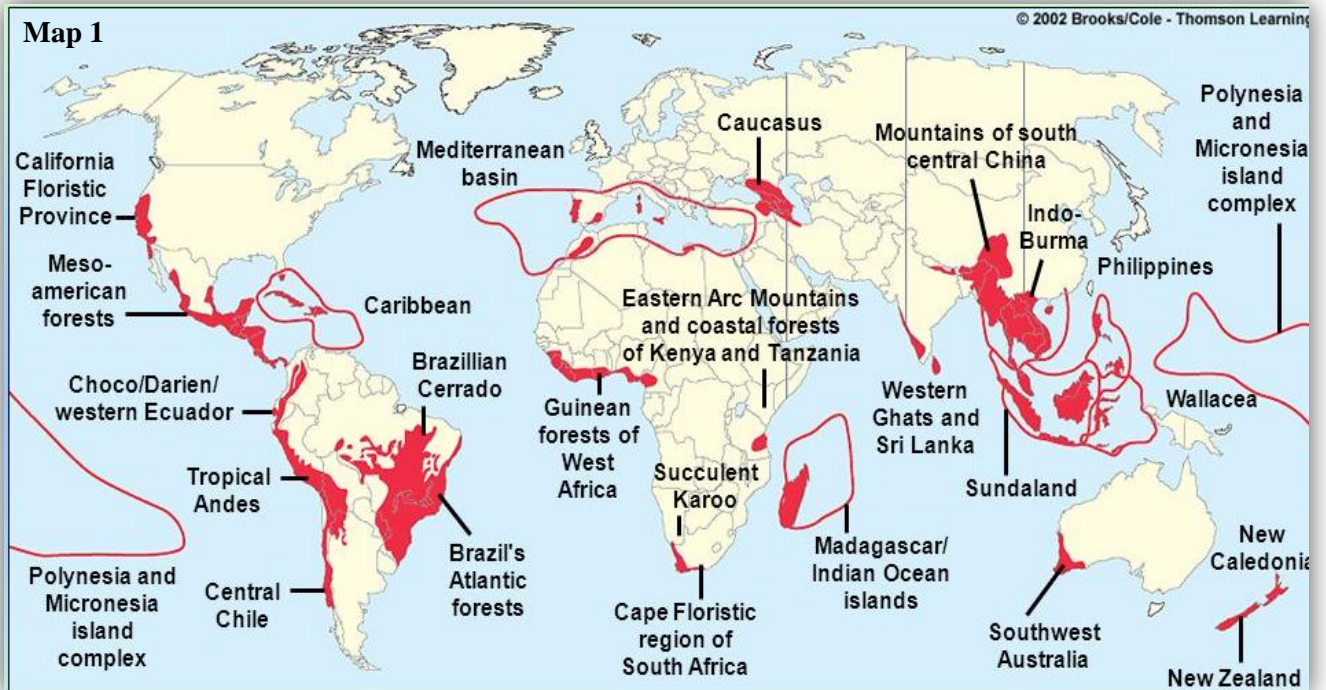 Map 1
© 2002 Brooks/Cole - Thomson Learning
California
Floristic
Province
Meso-
american
forests
Caribbean
Choco/Darien/
western Ecuador
Brazillian
Cerrado
Tropical
Andes
Brazil's
Atlantic
forests
Central
Chile
Polynesia and
Micronesia
island
complex
Mediterranean
basin
Caucasus
Mountains of south
central China
Indo-
Burma
Philippines
Polynesia
and
Micronesia
island
complex
Eastern Arc Mountains
and coastal forests
of Kenya and Tanzania
Guinean
forests of
West
Africa
Succulent
Karoo
Cape Floristic
region of
South Africa
Madagascar/
Indian Ocean
islands
Western
Ghats and
Sri Lanka
Sundaland
Wallacea
Southwest
Australia
New
Caledonia
New Zealand